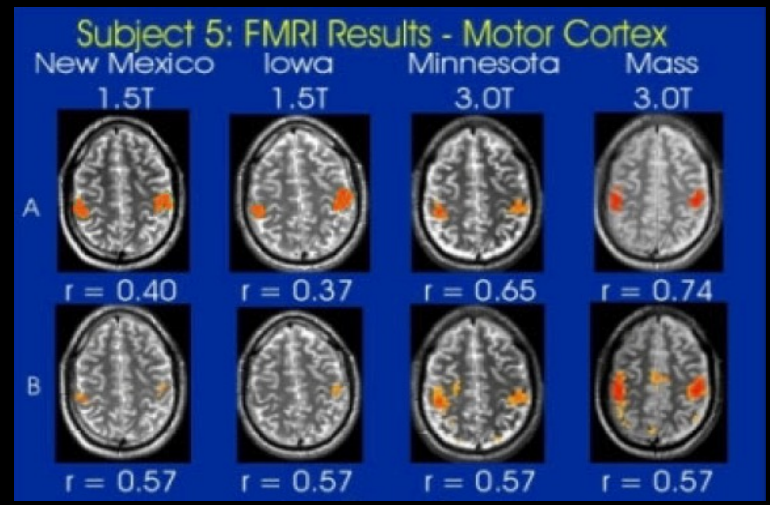 Subject 5: FMRI Results - Motor Cortex
New Mexico Iowa Minnesota Mass
1.5T 1.5T 3.0T 3.0T
A
r = 0.40 r = 0.37 r = 0.65 r = 0.74
B
r = 0.57 r = 0.57 r = 0.57 r = 0.57